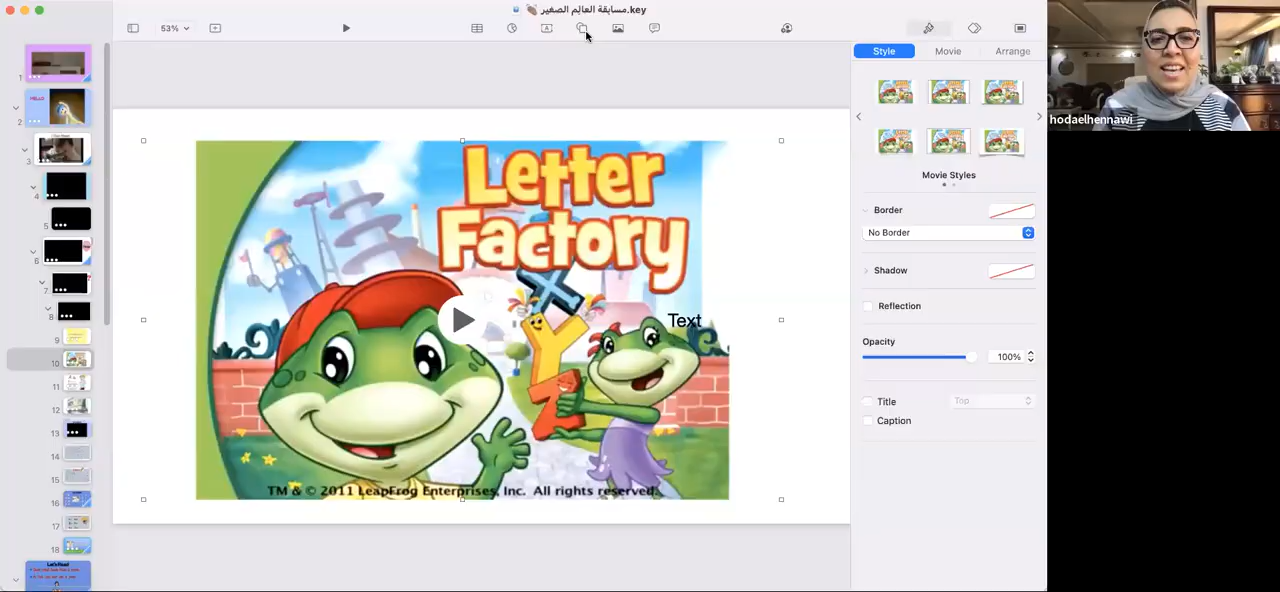 مسابقة العالِم الصغير.key
53%
Style
Movie
Arrange
hodaelhennawi
Movie Styles
Border
No Border
Shadow
Reflection
Opacity
100%
Title
Top
Caption
Letter
Factory
X
Y
Z
Text
TM & © 2011 LeapFrog Enterprises, Inc. All rights reserved.
1
2
3
4
5
6
7
8
9
10
11
12
13
14
15
16
17
18
HELLO
Let's Read